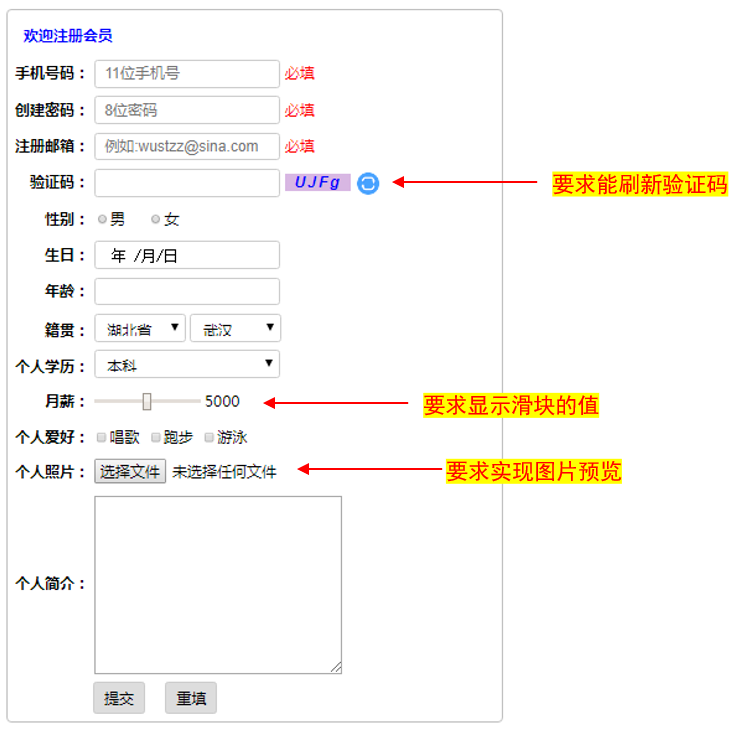 欢迎注册会员
手机号码： 11位手机号 必填
创建密码： 8位密码 必填
注册邮箱： 例如:wustzz@sina.com 必填
验证码： UJFg 要求能刷新验证码
性别： 男 女
生日： 年 /月/日
年龄：
籍贯： 湖北省 武汉
个人学历： 本科
月薪： 5000 要求显示滑块的值
个人爱好： 唱歌 跑步 游泳
个人照片： 选择文件 未选择任何文件 要求实现图片预览
个人简介：
提交 重填